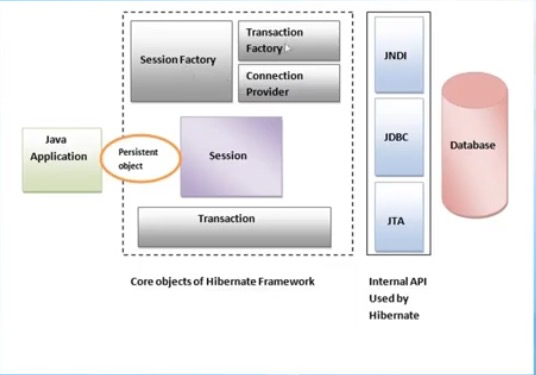 Session Factory
Transaction
Factory
Connection
Provider
JNDI
Java
Application
Persistent
object
Session
JDBC
Database
Transaction
JTA
Core objects of Hibernate Framework
Internal API
Used by
Hibernate